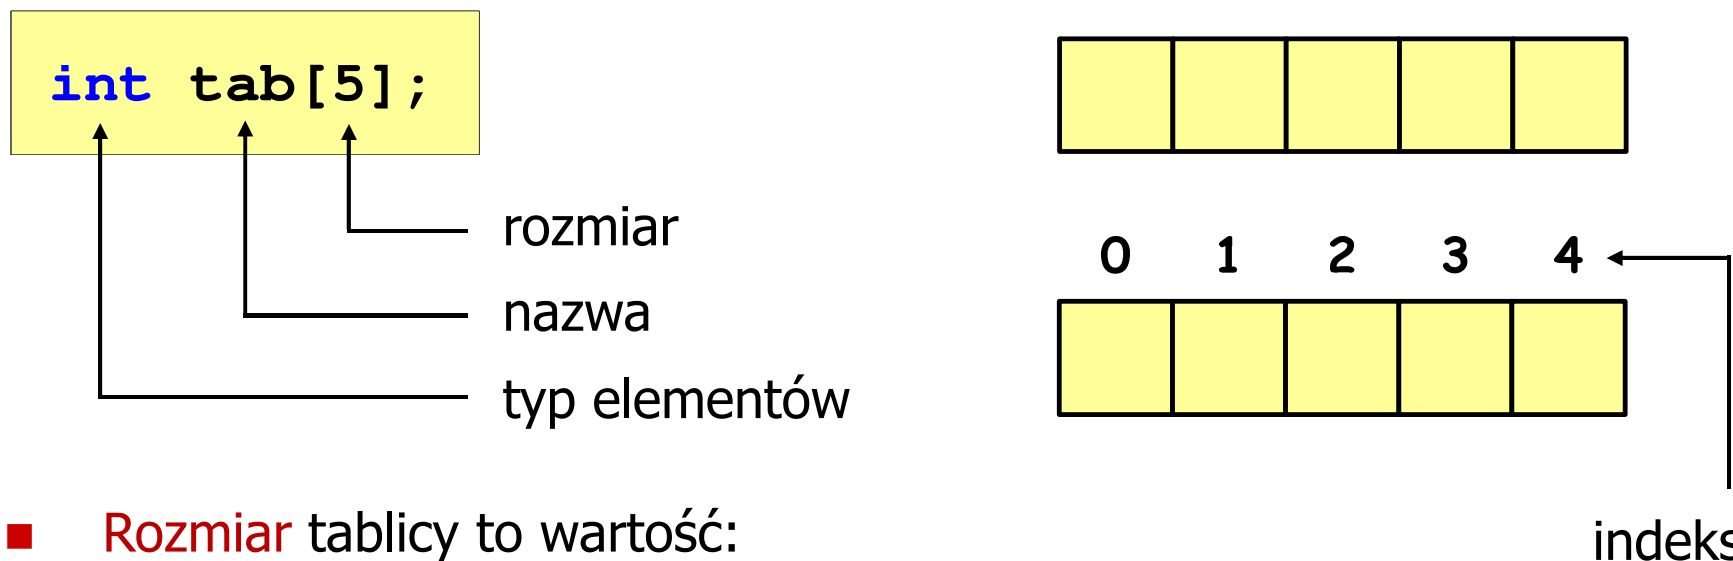 int tab[5];
rozmiar
nazwa
typ elementów
0 1 2 3 4
Rozmiar tablicy to wartość:
indeks